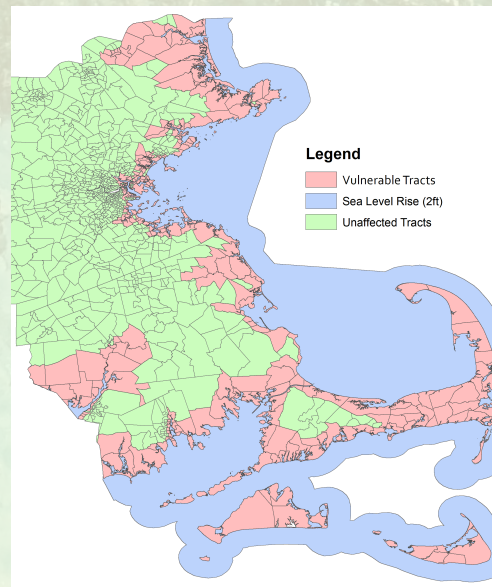 Legend
Vulnerable Tracts
Sea Level Rise (2ft)
Unaffected Tracts